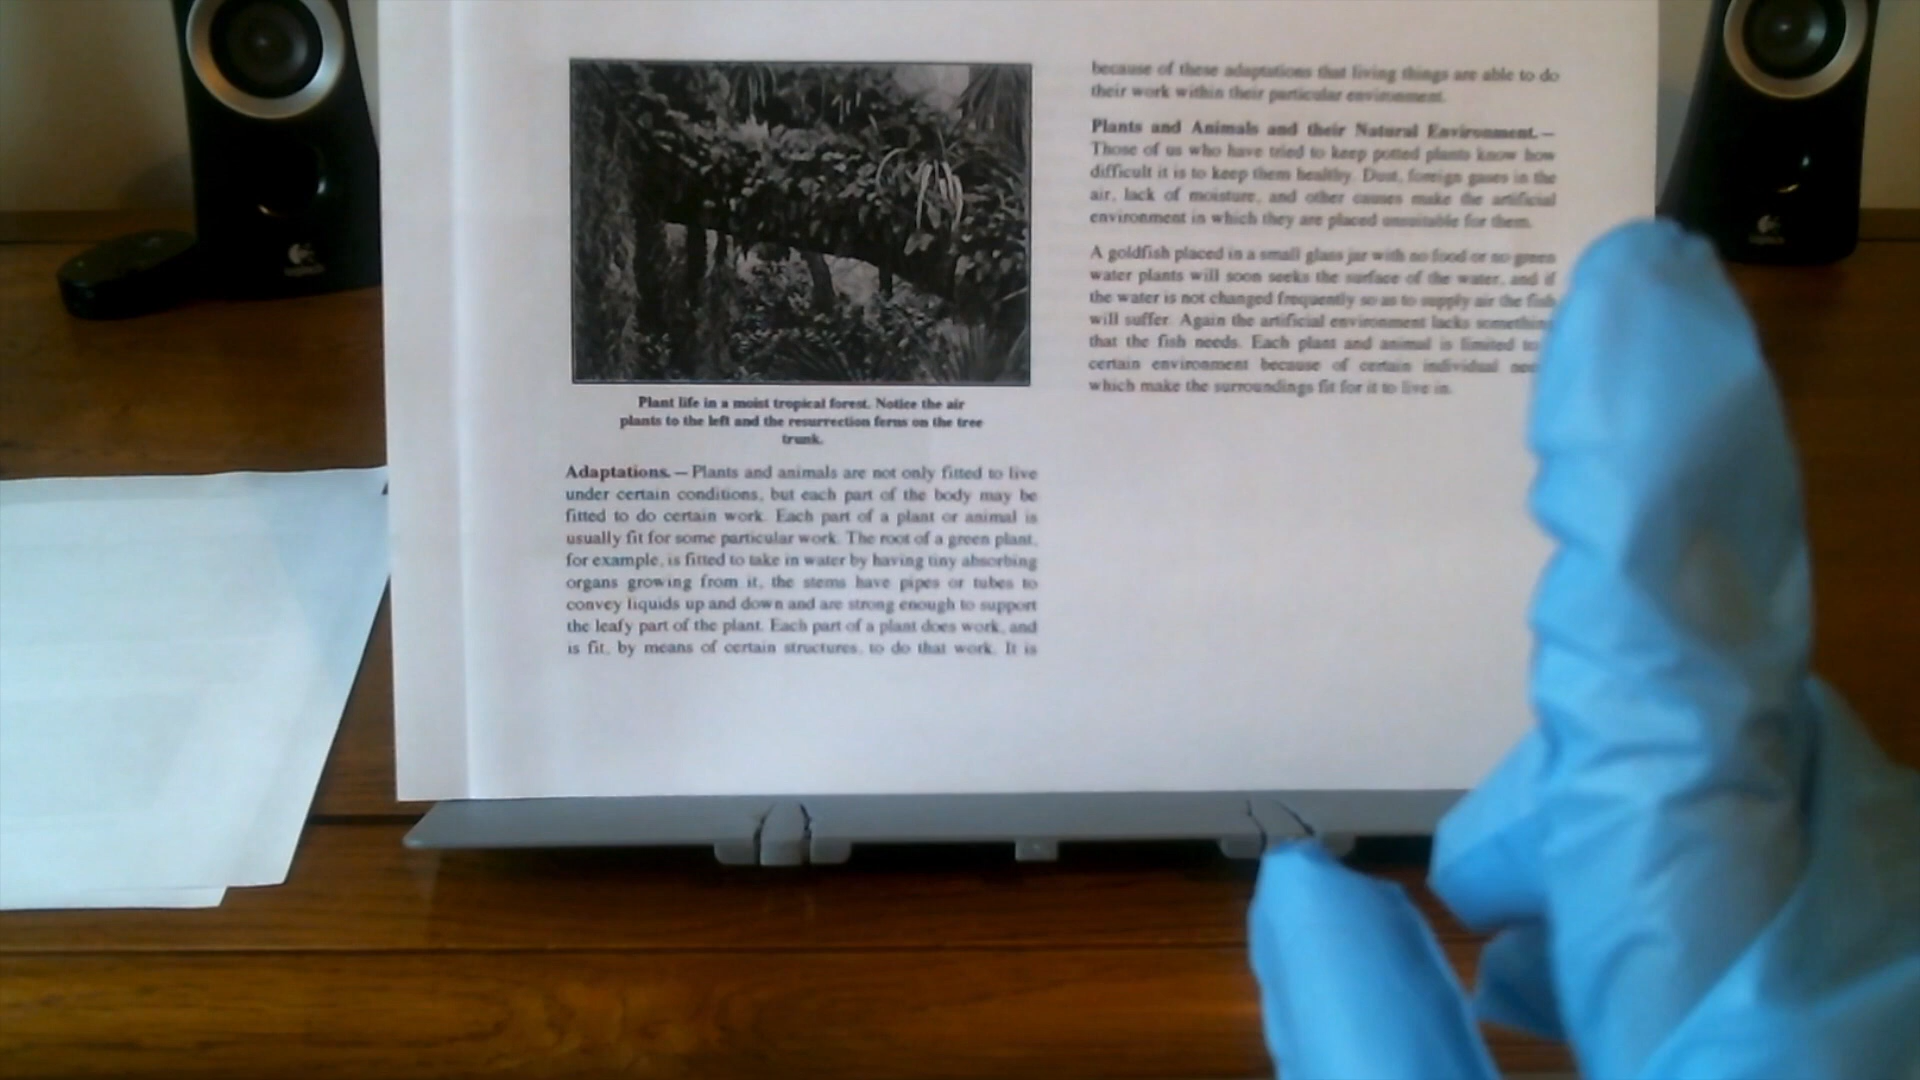 Plant life in a moist tropical forest. Notice the air
plants to the left and the resurrection ferns on the tree
trunk.
Adaptations. — Plants and animals are not only fitted to live
under certain conditions, but each part of the body may be
fitted to do certain work. Each part of a plant or animal is
usually fit for some particular work. The root of a green plant,
for example, is fitted to take in water by having tiny absorbing
organs growing from it, the stems have pipes or tubes to
convey liquids up and down and are strong enough to support
the leafy part of the plant. Each part of a plant does work, and
is fit, by means of certain structures, to do that work. It is
because of these adaptations that living things are able to do
their work within their particular environment.
Plants and Animals and their Natural Environment. —
Those of us who have tried to keep potted plants know how
difficult it is to keep them healthy. Dust, foreign gases in the
air, lack of moisture, and other causes make the artificial
environment in which they are placed unsuitable for them.
A goldfish placed in a small glass jar with no food or no green
water plants will soon seeks the surface of the water, and if
the water is not changed frequently so as to supply air the fish
will suffer. Again the artificial environment lacks somethin
that the fish needs. Each plant and animal is limited to
certain environment because of certain individual
which make the surroundings fit for it to live in.